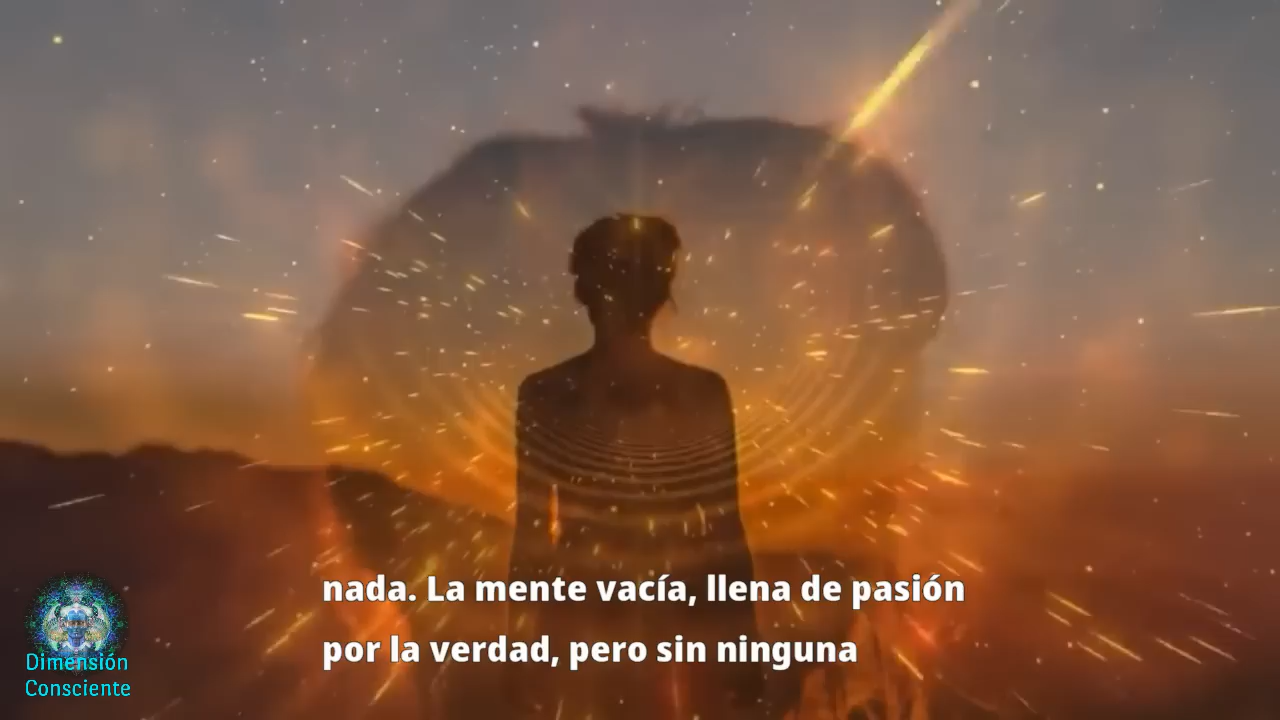 nada. La mente vacía, llena de pasión
por la verdad, pero sin ninguna
Dimensión
Consciente